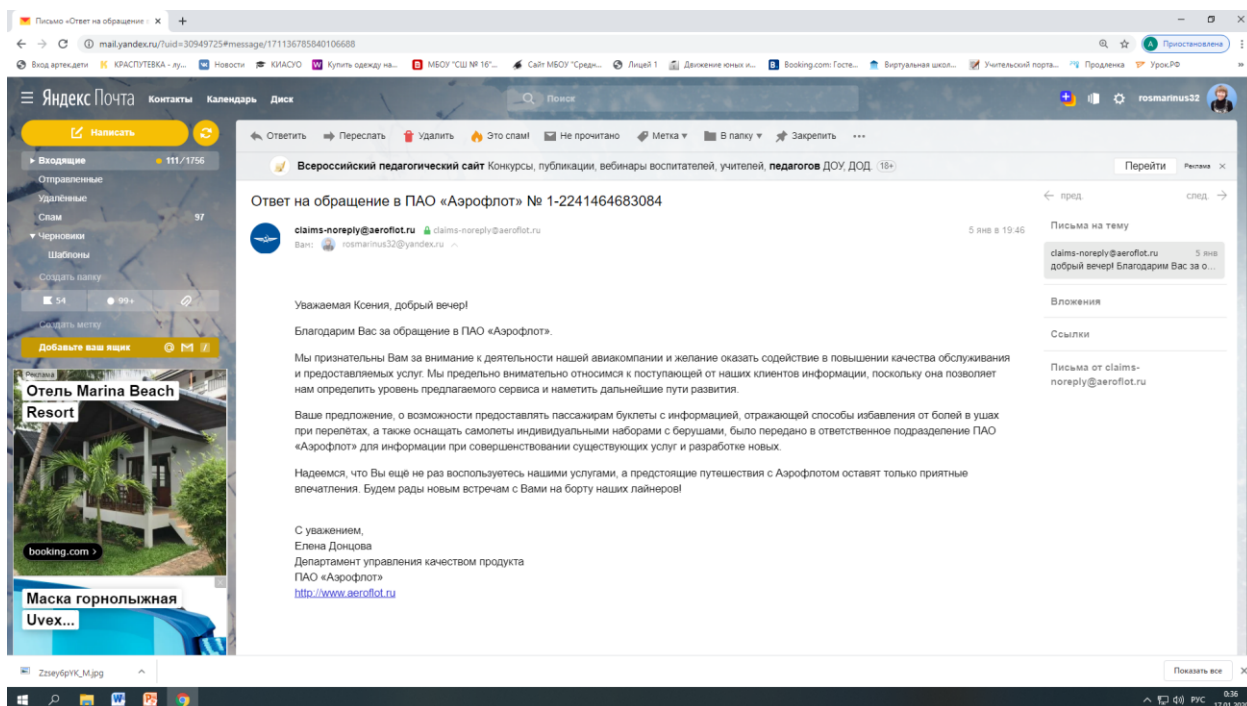 Письмо «Ответ на обращение
mail.yandex.ru/?uid=30949725#message/171136785840106688
Приостановлена
Вход артек.дети
КРАСПУТЕВКА - лу...
Новости
КИАСУО
Купить одежду на...
МБОУ "СШ № 16"...
Сайт МБОУ "Средн...
Лицей 1
Движение юных и...
Booking.com: Госте...
Виртуальная школ...
Учительский порта...
Продленка
Урок.РФ
Яндекс Почта
Контакты
Календарь
Диск
Поиск
rosmarinus32
Написать
Ответить
Переслать
Удалить
Это спам!
Не прочитано
Метка
В папку
Закрепить
Входящие 111/1756
Отправленные
Удалённые
Спам 97
Черновики
Шаблоны
Создать папку
54
99+
Создать метку
Добавьте ваш ящик
Всероссийский педагогический сайт Конкурсы, публикации, вебинары воспитателей, учителей, педагогов ДОУ, ДОД. 18+
Перейти
Реклама
Ответ на обращение в ПАО «Аэрофлот» № 1-2241464683084
пред.
след.
claims-noreply@aeroflot.ru claims-noreply@aeroflot.ru
5 янв в 19:46
Вам: rosmarinus32@yandex.ru
Уважаемая Ксения, добрый вечер!
Благодарим Вас за обращение в ПАО «Аэрофлот».
Мы признательны Вам за внимание к деятельности нашей авиакомпании и желание оказать содействие в повышении качества обслуживания
и предоставляемых услуг. Мы предельно внимательно относимся к поступающей от наших клиентов информации, поскольку она позволяет
нам определить уровень предлагаемого сервиса и наметить дальнейшие пути развития.
Ваше предложение, о возможности предоставлять пассажирам буклеты с информацией, отражающей способы избавления от болей в ушах
при перелётах, а также оснащать самолеты индивидуальными наборами с берушами, было передано в ответственное подразделение ПАО
«Аэрофлот» для информации при совершенствовании существующих услуг и разработке новых.
Надеемся, что Вы ещё не раз воспользуетесь нашими услугами, а предстоящие путешествия с Аэрофлотом оставят только приятные
впечатления. Будем рады новым встречам с Вами на борту наших лайнеров!
С уважением,
Елена Донцова
Департамент управления качеством продукта
ПАО «Аэрофлот»
http://www.aeroflot.ru
Письма на тему
claims-noreply@aeroflot.ru 5 янв
добрый вечер! Благодарим Вас за о...
Вложения
Ссылки
Письма от claims-
noreply@aeroflot.ru
Реклама
Отель Marina Beach
Resort
booking.com
Маска горнолыжная
Uvex...
Zzsey6pYK_M.jpg
Показать все
РУС
0:36